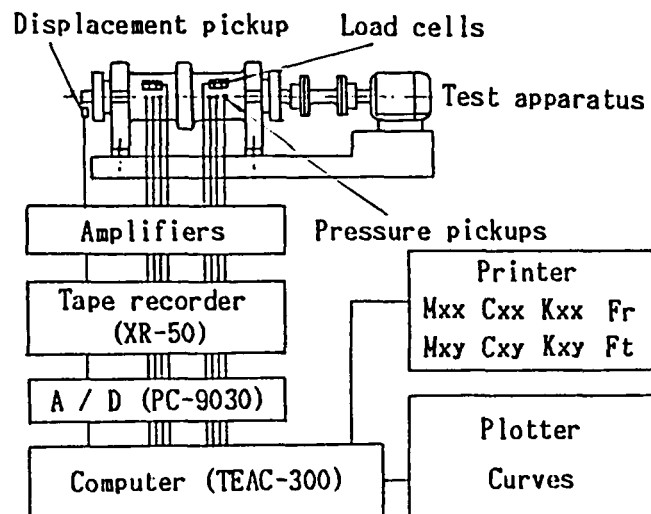 Displacement pickup
Load cells
Test apparatus
Amplifiers
Pressure pickups
Tape recorder
(XR-50)
A / D (PC-9030)
Computer (TEAC-300)
Printer
Mxx Cxx Kxx Fr
Mxy Cxy Kxy Ft
Plotter
Curves